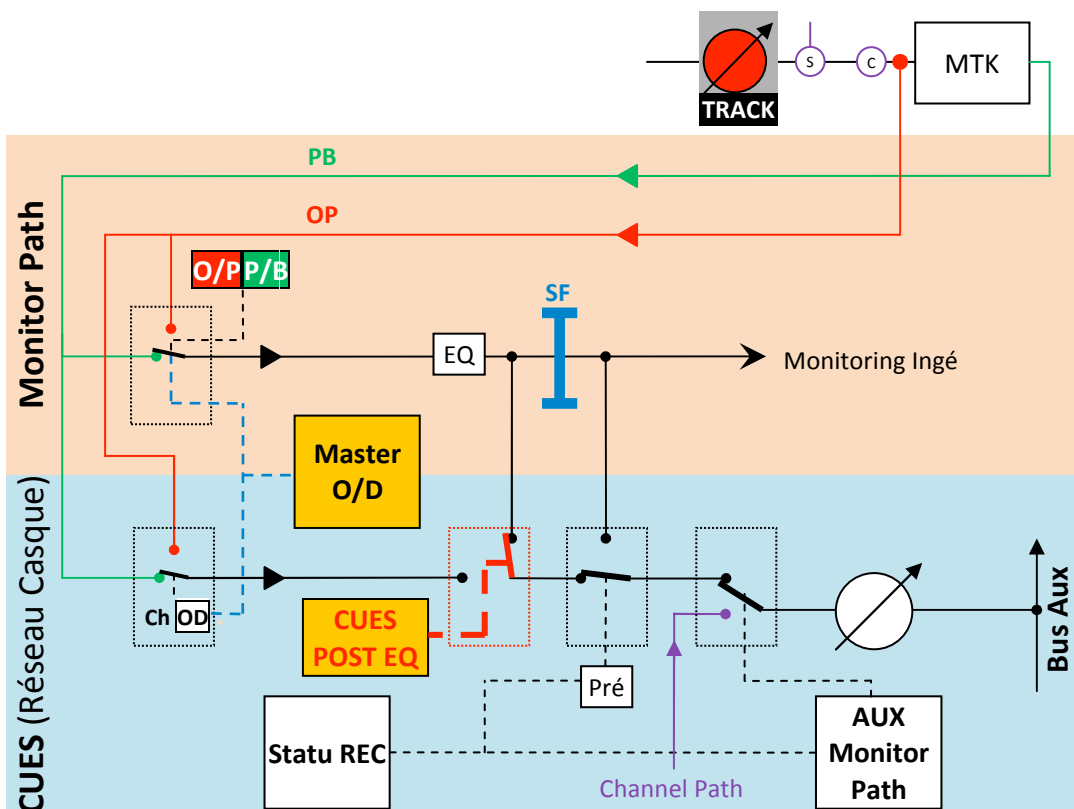 S
C
MTK
TRACK
PB
OP
O/P P/B
SF
Monitor Path
EQ
Monitoring Ingé
Master
O/D
CUES (Réseau Casque)
Ch OD
CUES
POST EQ
Pré
Bus Aux
Statu REC
AUX
Monitor
Path
Channel Path